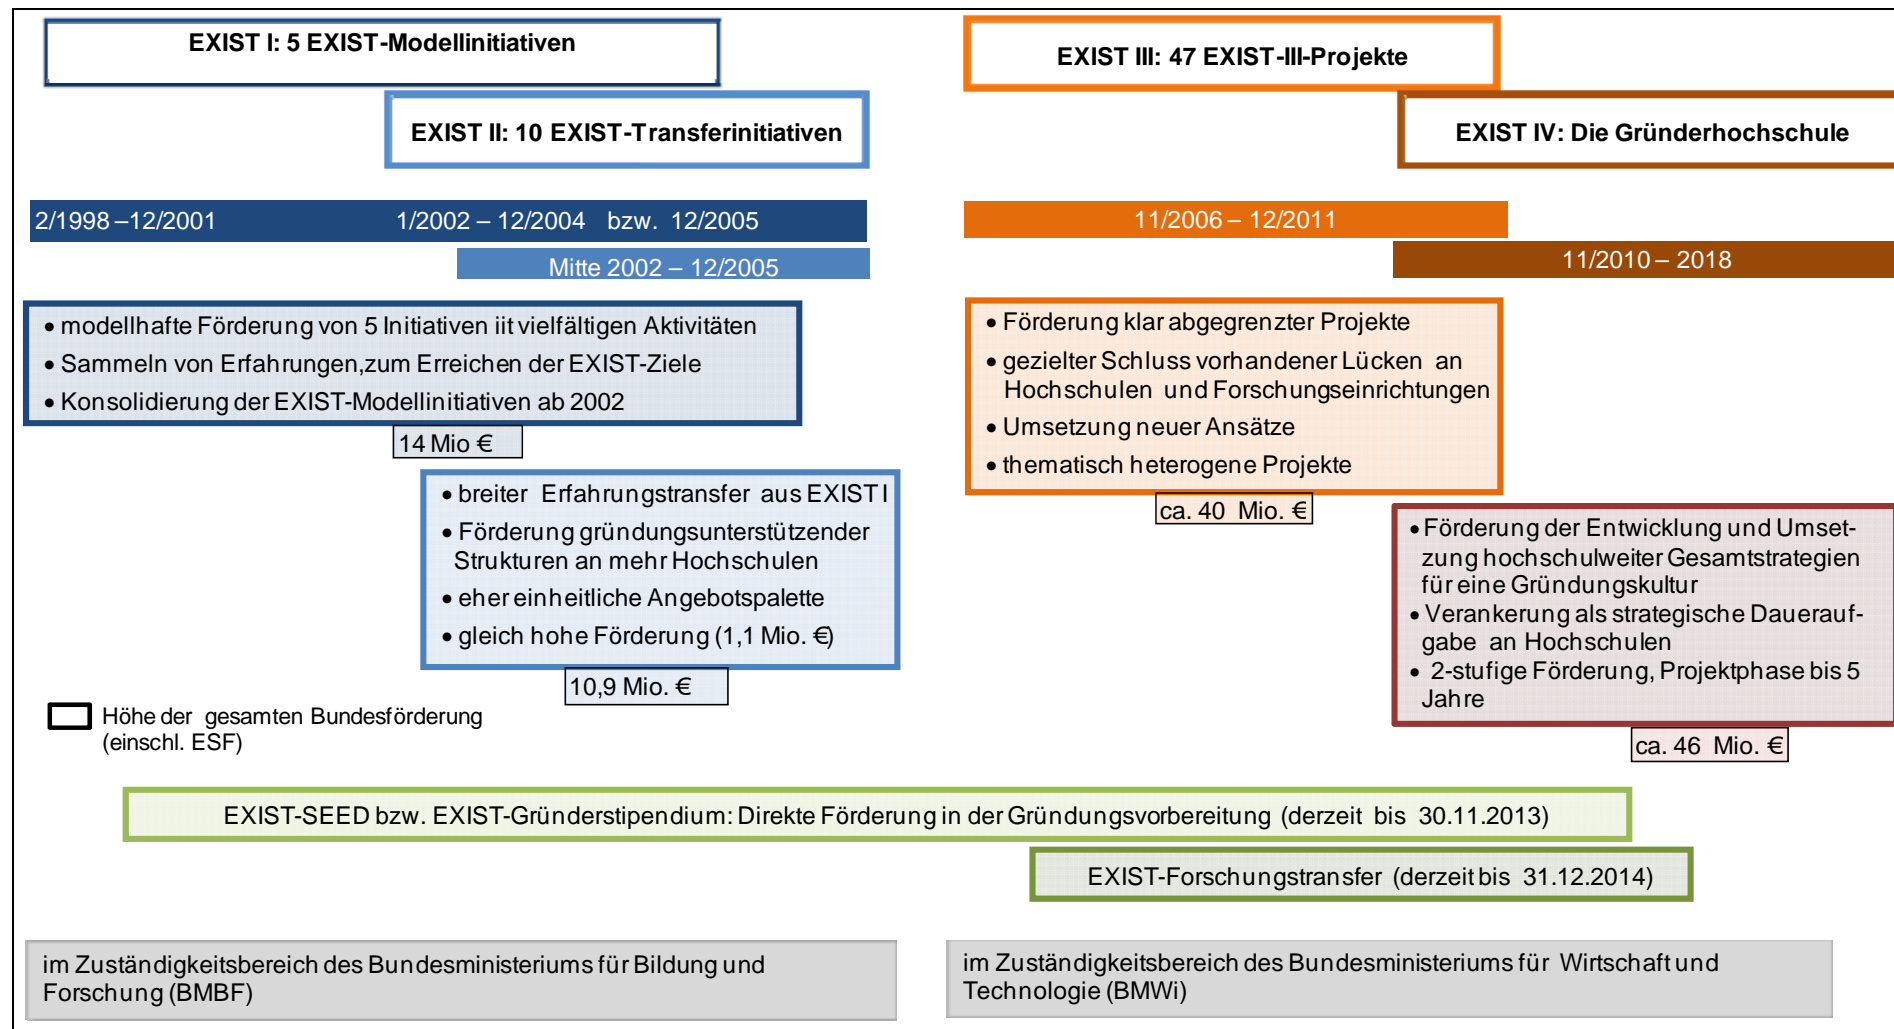 EXIST I: 5 EXIST-Modellinitiativen
EXIST II: 10 EXIST-Transferinitiativen
EXIST III: 47 EXIST-III-Projekte
EXIST IV: Die Gründerhochschule
2/1998 –12/2001
1/2002 – 12/2004 bzw. 12/2005
Mitte 2002 – 12/2005
11/2006 – 12/2011
11/2010 – 2018
• modellhafte Förderung von 5 Initiativen iit vielfältigen Aktivitäten
• Sammeln von Erfahrungen,zum Erreichen der EXIST-Ziele
• Konsolidierung der EXIST-Modellinitiativen ab 2002
14 Mio €
• breiter Erfahrungstransfer aus EXIST I
• Förderung gründungsunterstützender
Strukturen an mehr Hochschulen
• eher einheitliche Angebotspalette
• gleich hohe Förderung (1,1 Mio. €)
10,9 Mio. €
• Förderung klar abgegrenzter Projekte
• gezielter Schluss vorhandener Lücken an
Hochschulen und Forschungseinrichtungen
• Umsetzung neuer Ansätze
• thematisch heterogene Projekte
ca. 40 Mio. €
• Förderung der Entwicklung und Umset-
zung hochschulweiter Gesamtstrategien
für eine Gründungskultur
• Verankerung als strategische Dauerauf-
gabe an Hochschulen
• 2-stufige Förderung, Projektphase bis 5
Jahre
ca. 46 Mio. €
Höhe der gesamten Bundesförderung
(einschl. ESF)
EXIST-SEED bzw. EXIST-Gründerstipendium: Direkte Förderung in der Gründungsvorbereitung (derzeit bis 30.11.2013)
EXIST-Forschungstransfer (derzeit bis 31.12.2014)
im Zuständigkeitsbereich des Bundesministeriums für Bildung und
Forschung (BMBF)
im Zuständigkeitsbereich des Bundesministeriums für Wirtschaft und
Technologie (BMWi)